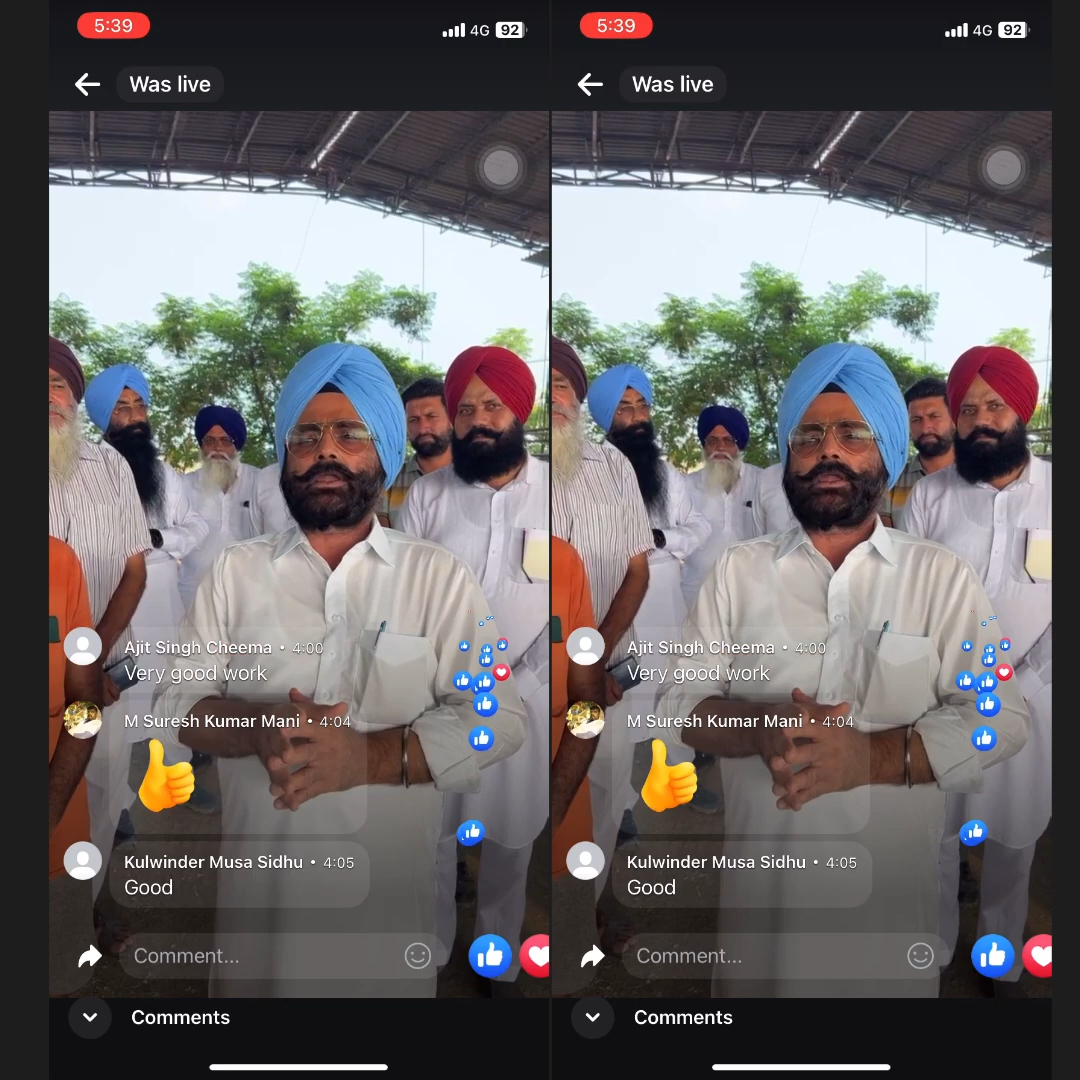 5:39
4G 92
Was live
Ajit Singh Cheema • 4:00
Very good work
M Suresh Kumar Mani • 4:04
Kulwinder Musa Sidhu • 4:05
Good
Comment...
Comments
5:39
4G 92
Was live
Ajit Singh Cheema • 4:00
Very good work
M Suresh Kumar Mani • 4:04
Kulwinder Musa Sidhu • 4:05
Good
Comment...
Comments